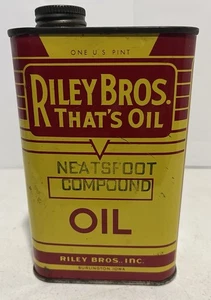 ONE U.S. PINT
RILEY BROS.
THAT'S OIL
NEATSFOOT
COMPOUND
OIL
RILEY BROS., INC.
BURLINGTON, IOWA